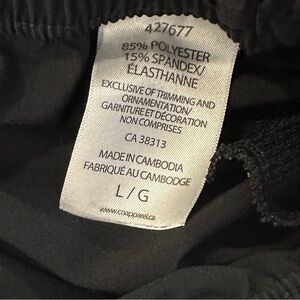 427677
85% POLYESTER
15% SPANDEX/
ÉLASTHANNE
EXCLUSIVE OF TRIMMING AND
ORNAMENTATION/
GARNITURE ET DÉCORATION
NON COMPRISES
CA 38313
MADE IN CAMBODIA
FABRIQUÉ AU CAMBODGE
L / G
www.coapparel.ca